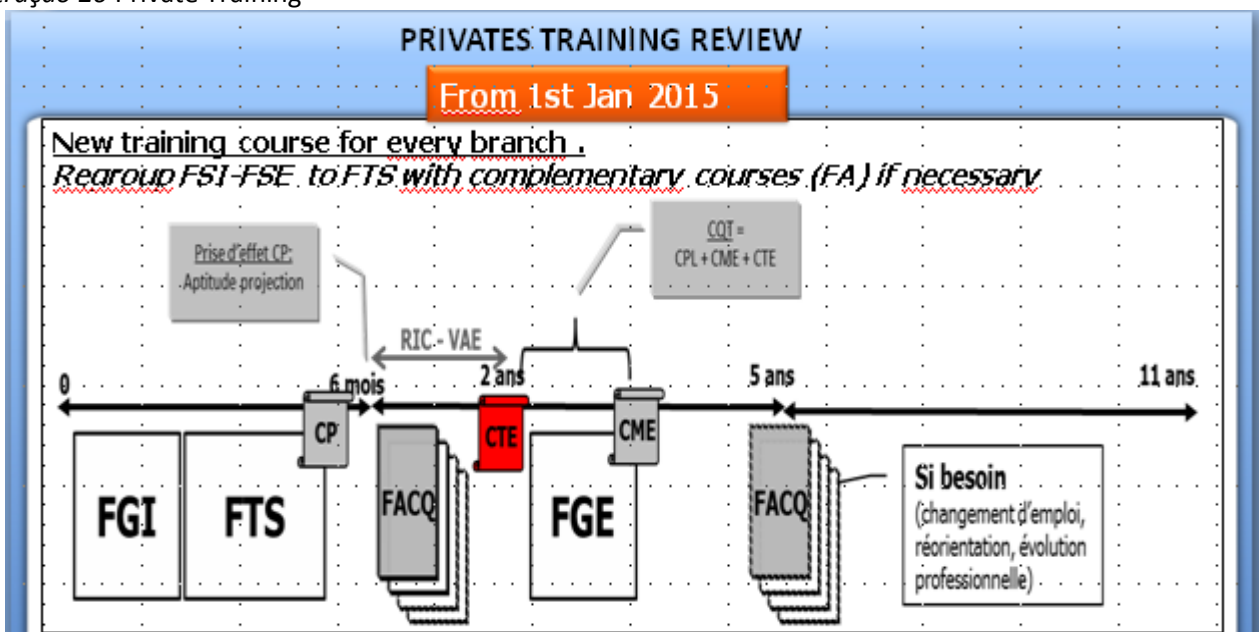 Private Training
PRIVATES TRAINING REVIEW
From 1st Jan 2015
New training course for every branch .
Regroup FSI-FSE to FTS with complementary courses (FA) if necessary
Prise d'effet CP:
Aptitude projection
CQT =
CPL + CME + CTE
RIC - VAE
0
6 mois
2 ans
5 ans
11 ans
CP
CTE
CME
FGI
FTS
FACQ
FGE
FACQ
Si besoin
(changement d'emploi,
réorientation, évolution
professionnelle)